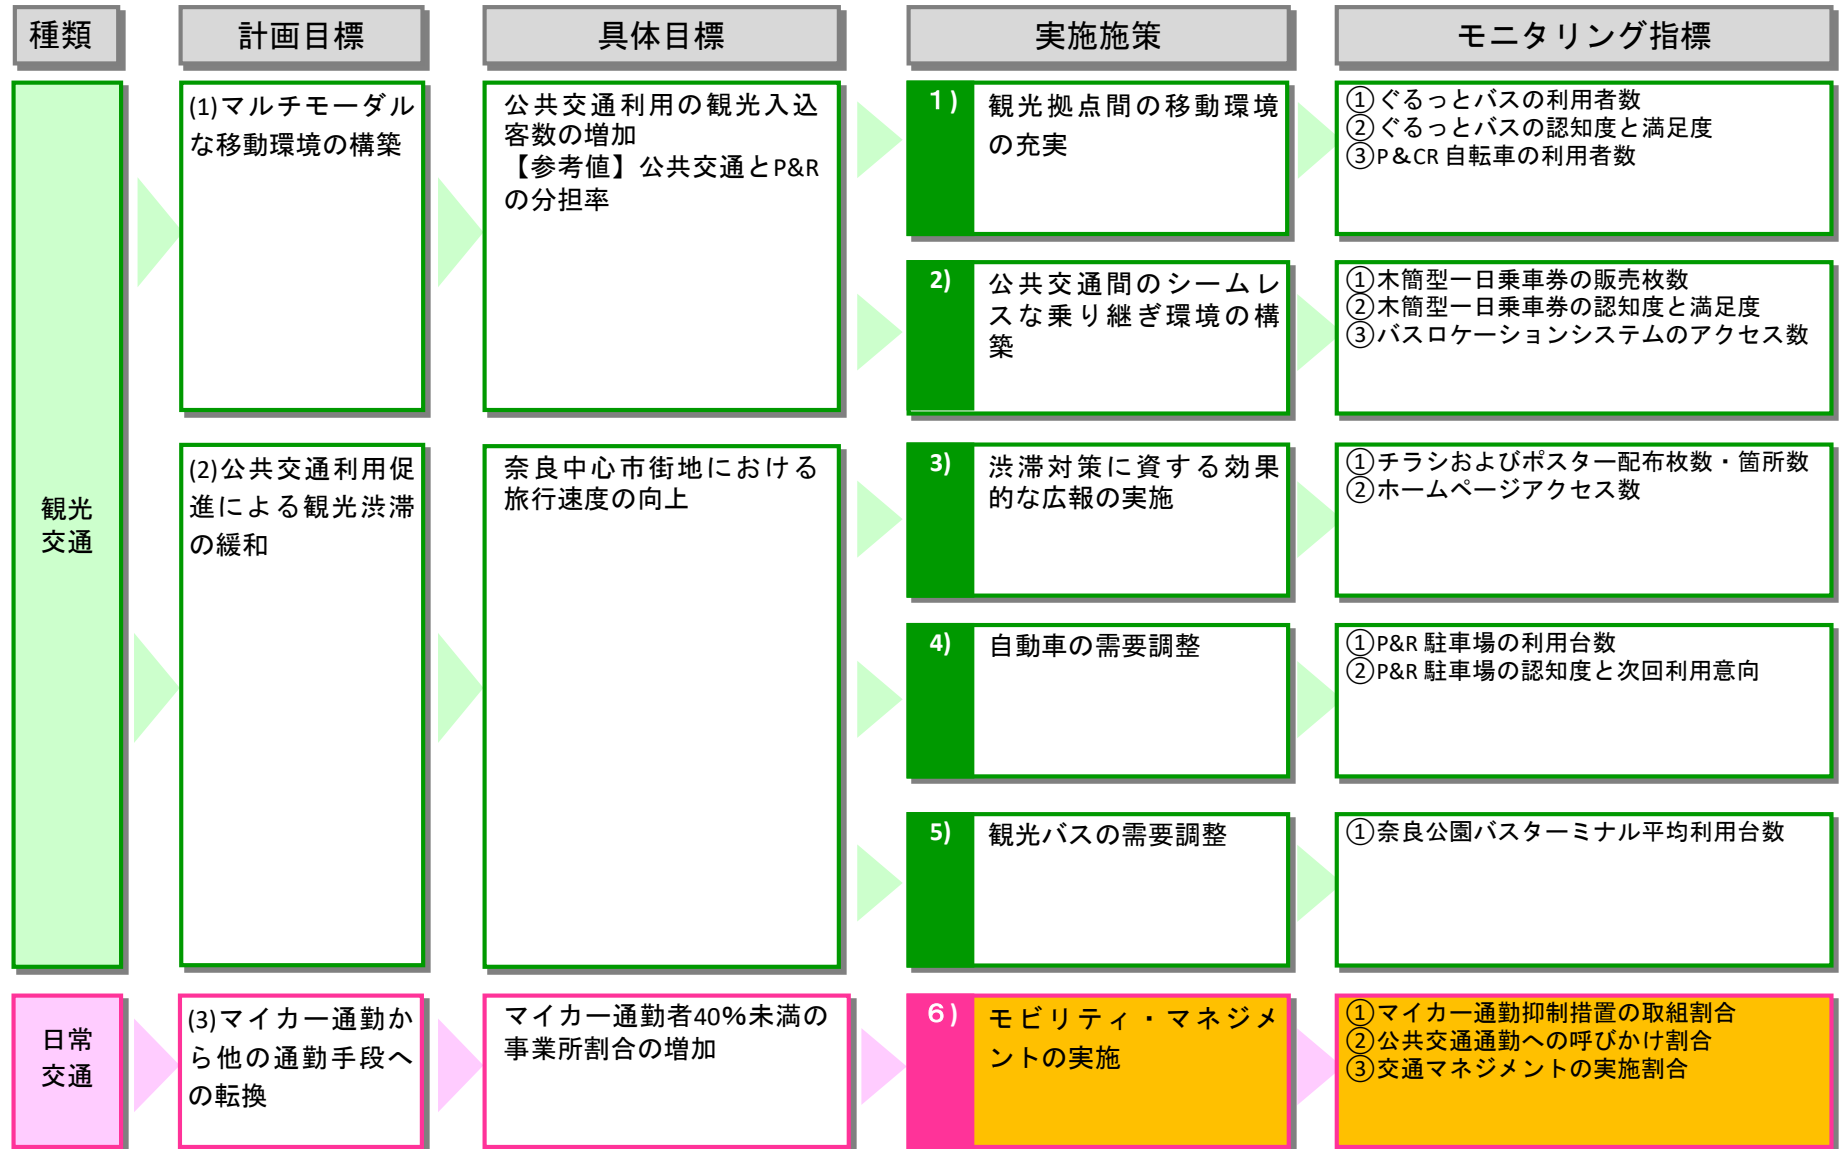 種類
計画目標
具体目標
実施施策
モニタリング指標
観光
交通
(1)マルチモーダル
な移動環境の構築
公共交通利用の観光入込
客数の増加
【参考値】公共交通とP&R
の分担率
1)
観光拠点間の移動環境
の充実
①ぐるっとバスの利用者数
②ぐるっとバスの認知度と満足度
③P&CR自転車の利用者数
2)
公共交通間のシームレ
スな乗り継ぎ環境の構
築
①木簡型一日乗車券の販売枚数
②木簡型一日乗車券の認知度と満足度
③バスロケーションシステムのアクセス数
(2)公共交通利用促
進による観光渋滞
の緩和
奈良中心市街地における
旅行速度の向上
3)
渋滞対策に資する効果
的な広報の実施
①チラシおよびポスター配布枚数・箇所数
②ホームページアクセス数
4)
自動車の需要調整
①P&R駐車場の利用台数
②P&R駐車場の認知度と次回利用意向
5)
観光バスの需要調整
①奈良公園バスターミナル平均利用台数
日常
交通
(3)マイカー通勤か
ら他の通勤手段へ
の転換
マイカー通勤者40%未満の
事業所割合の増加
6)
モビリティ・マネジメ
ントの実施
①マイカー通勤抑制措置の取組割合
②公共交通通勤への呼びかけ割合
③交通マネジメントの実施割合